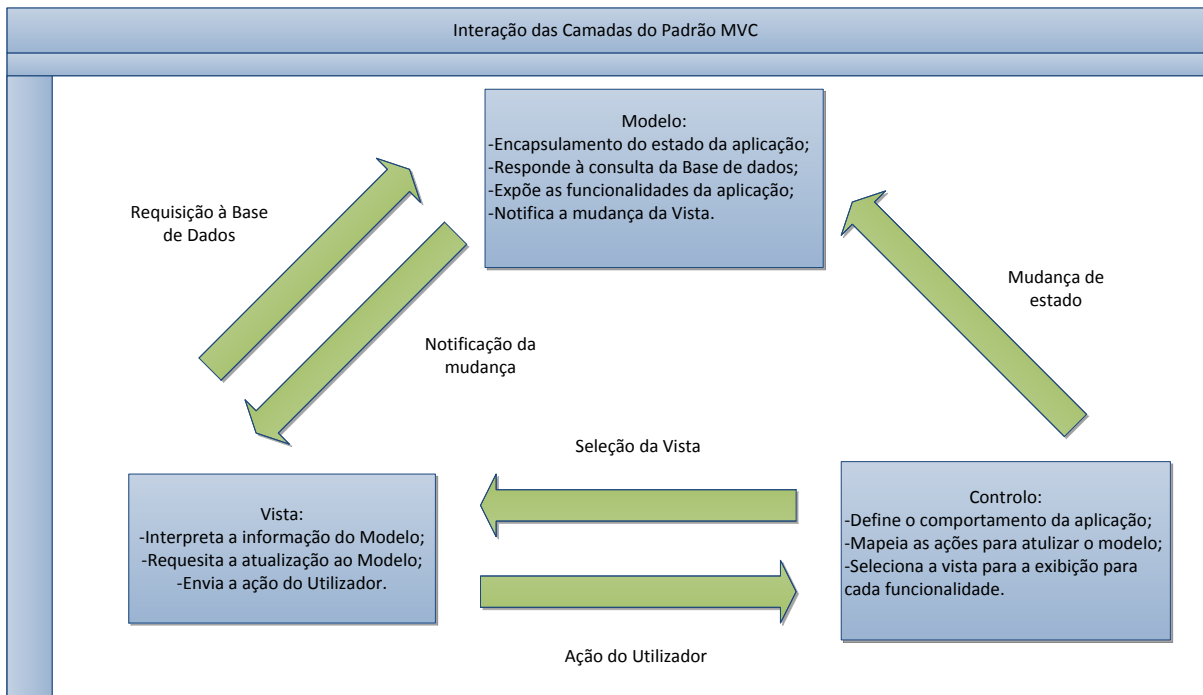 Interação das Camadas do Padrão MVC
Modelo:
-Encapsulamento do estado da aplicação;
-Responde à consulta da Base de dados;
-Expõe as funcionalidades da aplicação;
-Notifica a mudança da Vista.
Requisição à Base
de Dados
Mudança de
estado
Notificação da
mudança
Seleção da Vista
Vista:
-Interpreta a informação do Modelo;
-Requesita a atualização ao Modelo;
-Envia a ação do Utilizador.
Controlo:
-Define o comportamento da aplicação;
-Mapeia as ações para atulizar o modelo;
-Seleciona a vista para a exibição para
cada funcionalidade.
Ação do Utilizador